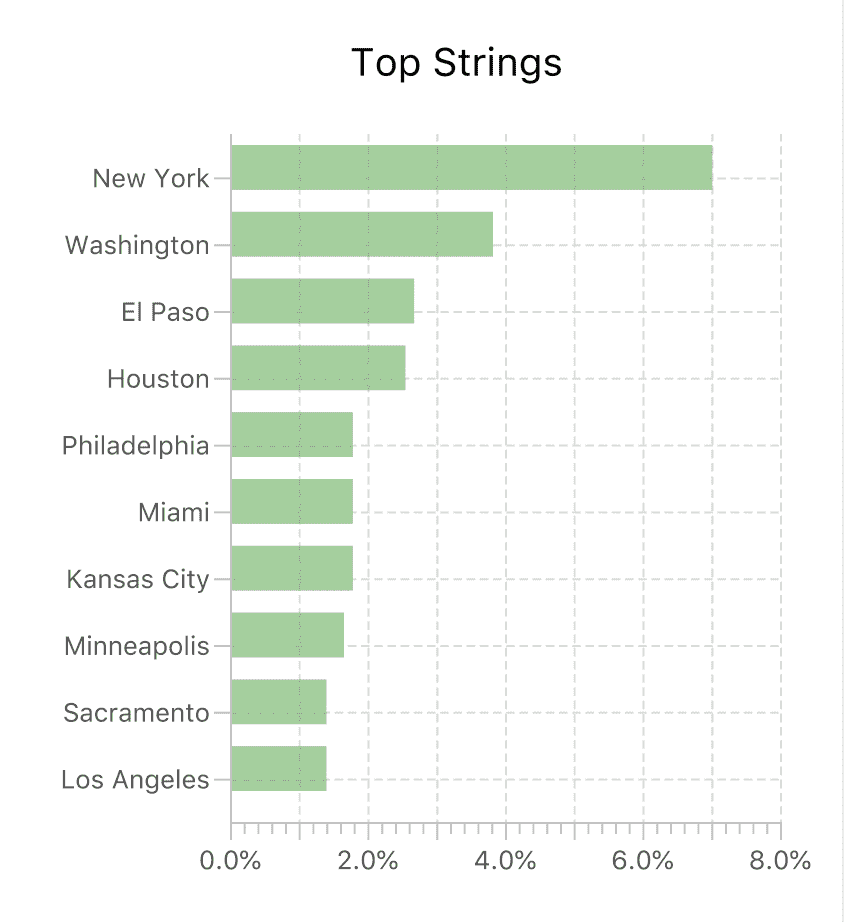 Top Strings
New York
Washington
El Paso
Houston
Philadelphia
Miami
Kansas City
Minneapolis
Sacramento
Los Angeles
0.0% 2.0% 4.0% 6.0% 8.0%